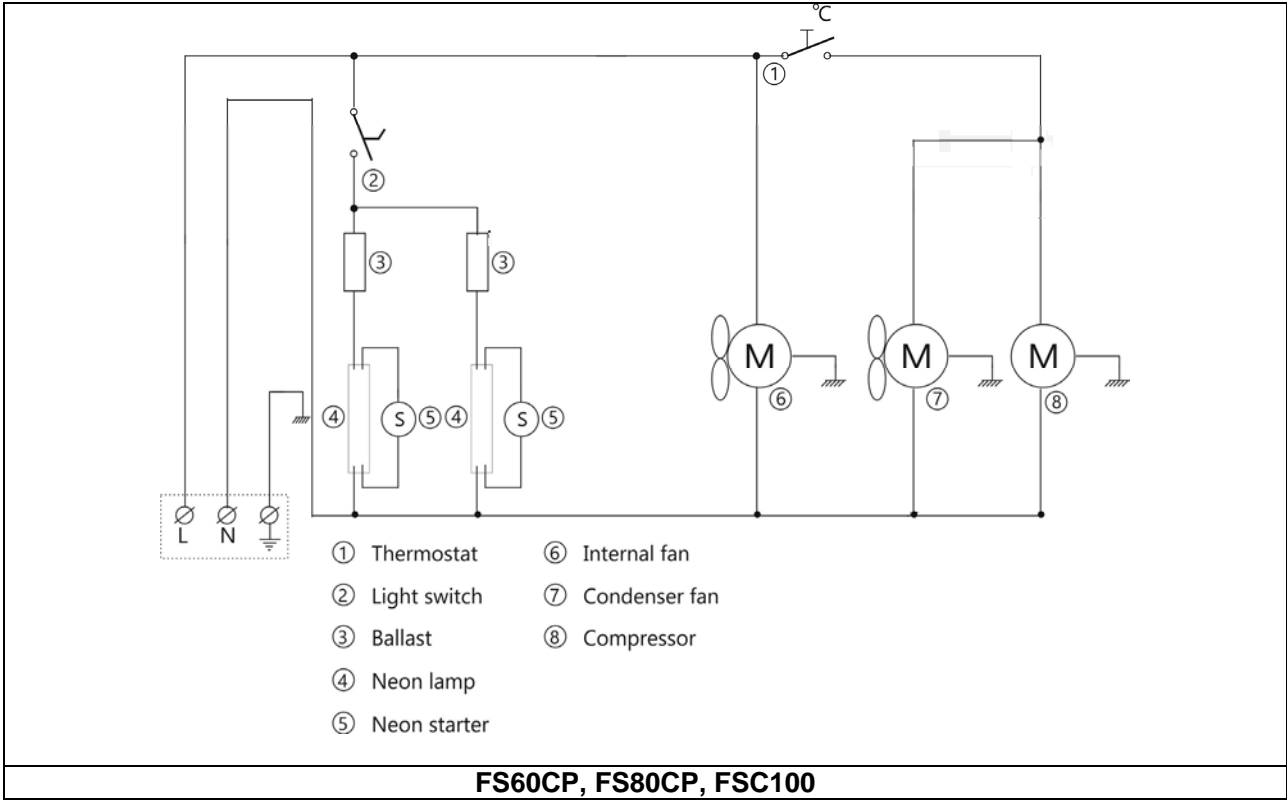 °C
①
②
③ ③
M M M
⑥ ⑦ ⑧
④ S ⑤ ④ S ⑤
L N
① Thermostat ⑥ Internal fan
② Light switch ⑦ Condenser fan
③ Ballast ⑧ Compressor
④ Neon lamp
⑤ Neon starter
FS60CP, FS80CP, FSC100